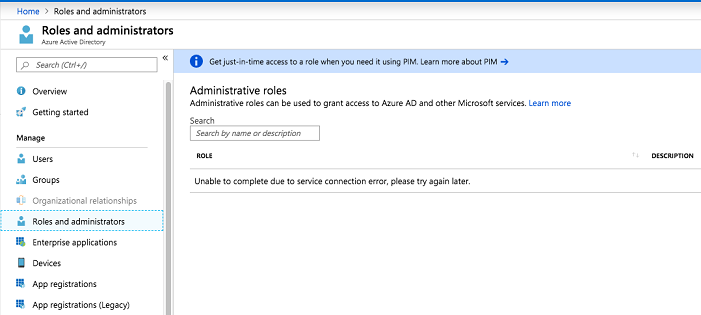 Home > Roles and administrators
Roles and administrators
Azure Active Directory
Search (Ctrl+/)
«
Overview
Getting started
Manage
Users
Groups
Organizational relationships
Roles and administrators
Enterprise applications
Devices
App registrations
App registrations (Legacy)
Get just-in-time access to a role when you need it using PIM. Learn more about PIM →
Administrative roles
Administrative roles can be used to grant access to Azure AD and other Microsoft services. Learn more
Search
Search by name or description
ROLE ↑↓ DESCRIPTION
Unable to complete due to service connection error, please try again later.